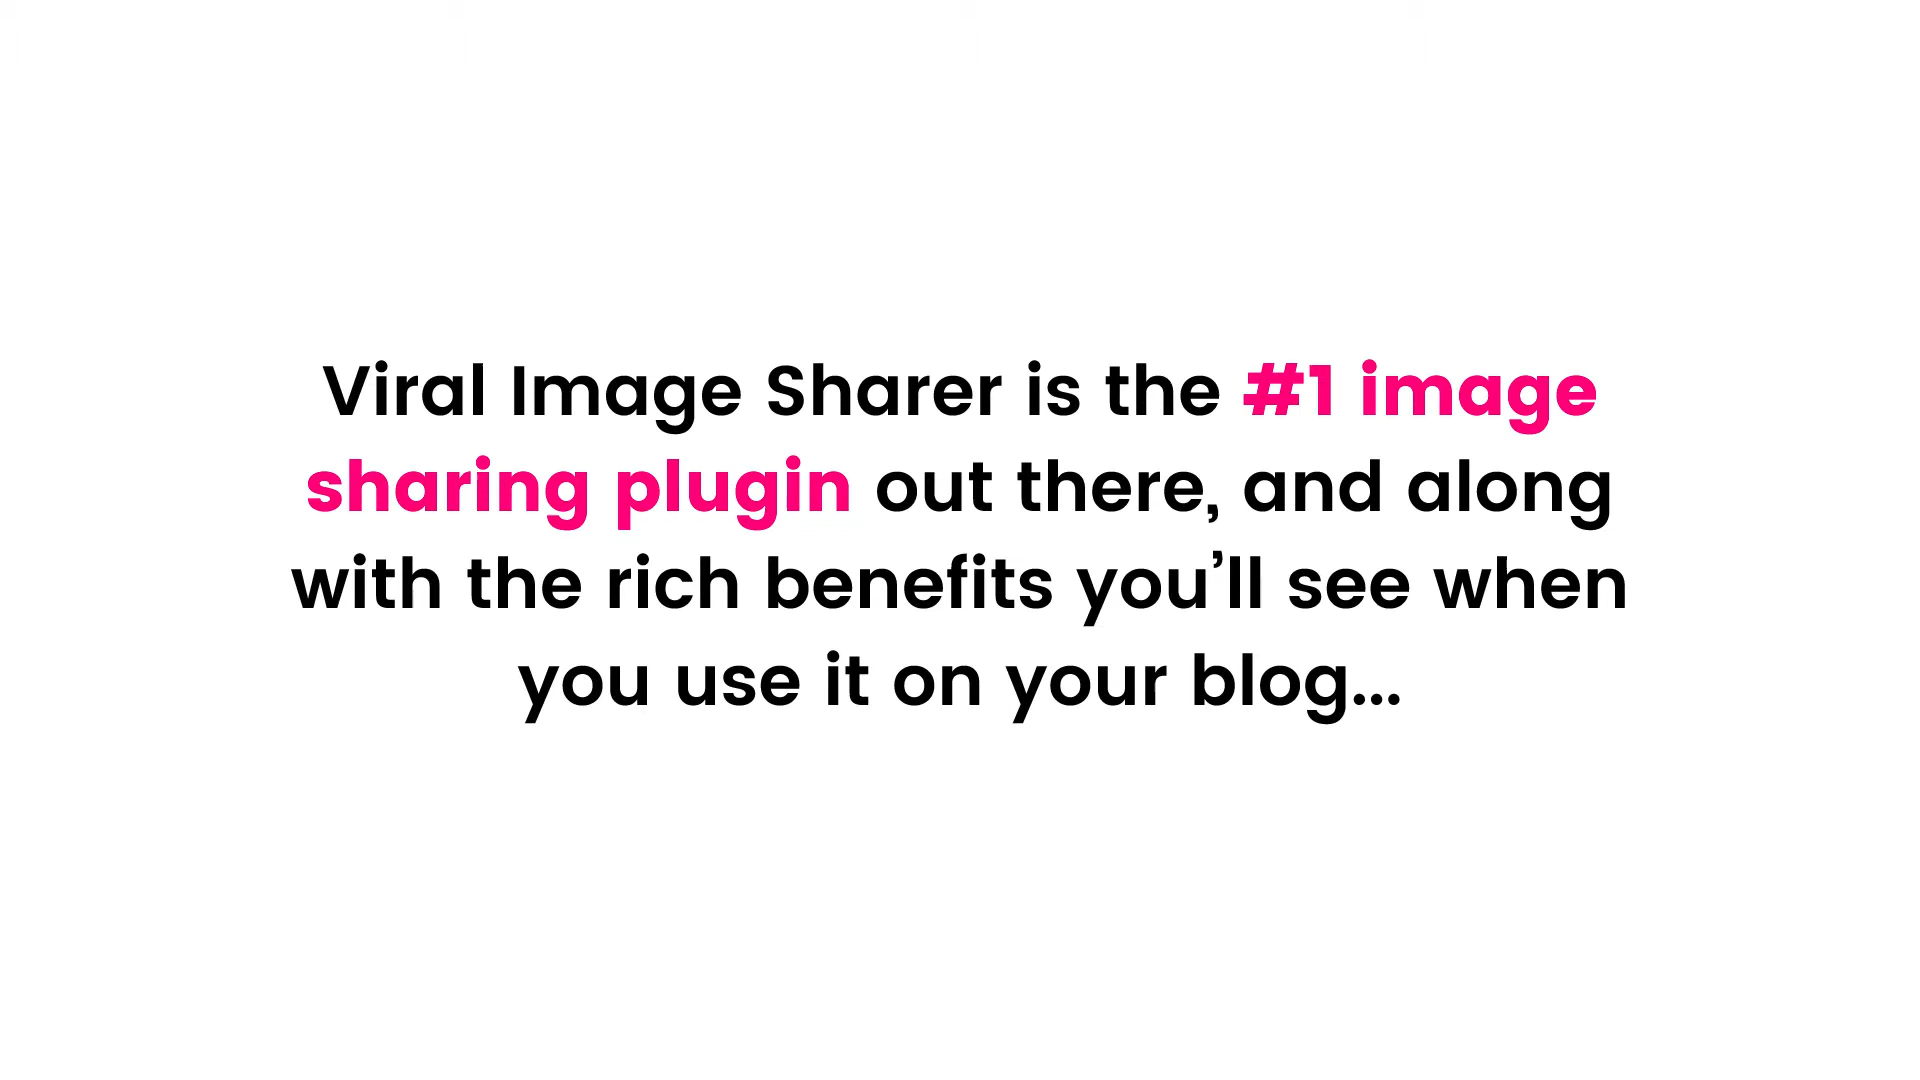 Viral Image Sharer is the #1 image
sharing plugin out there, and along
with the rich benefits you’ll see when
you use it on your blog...